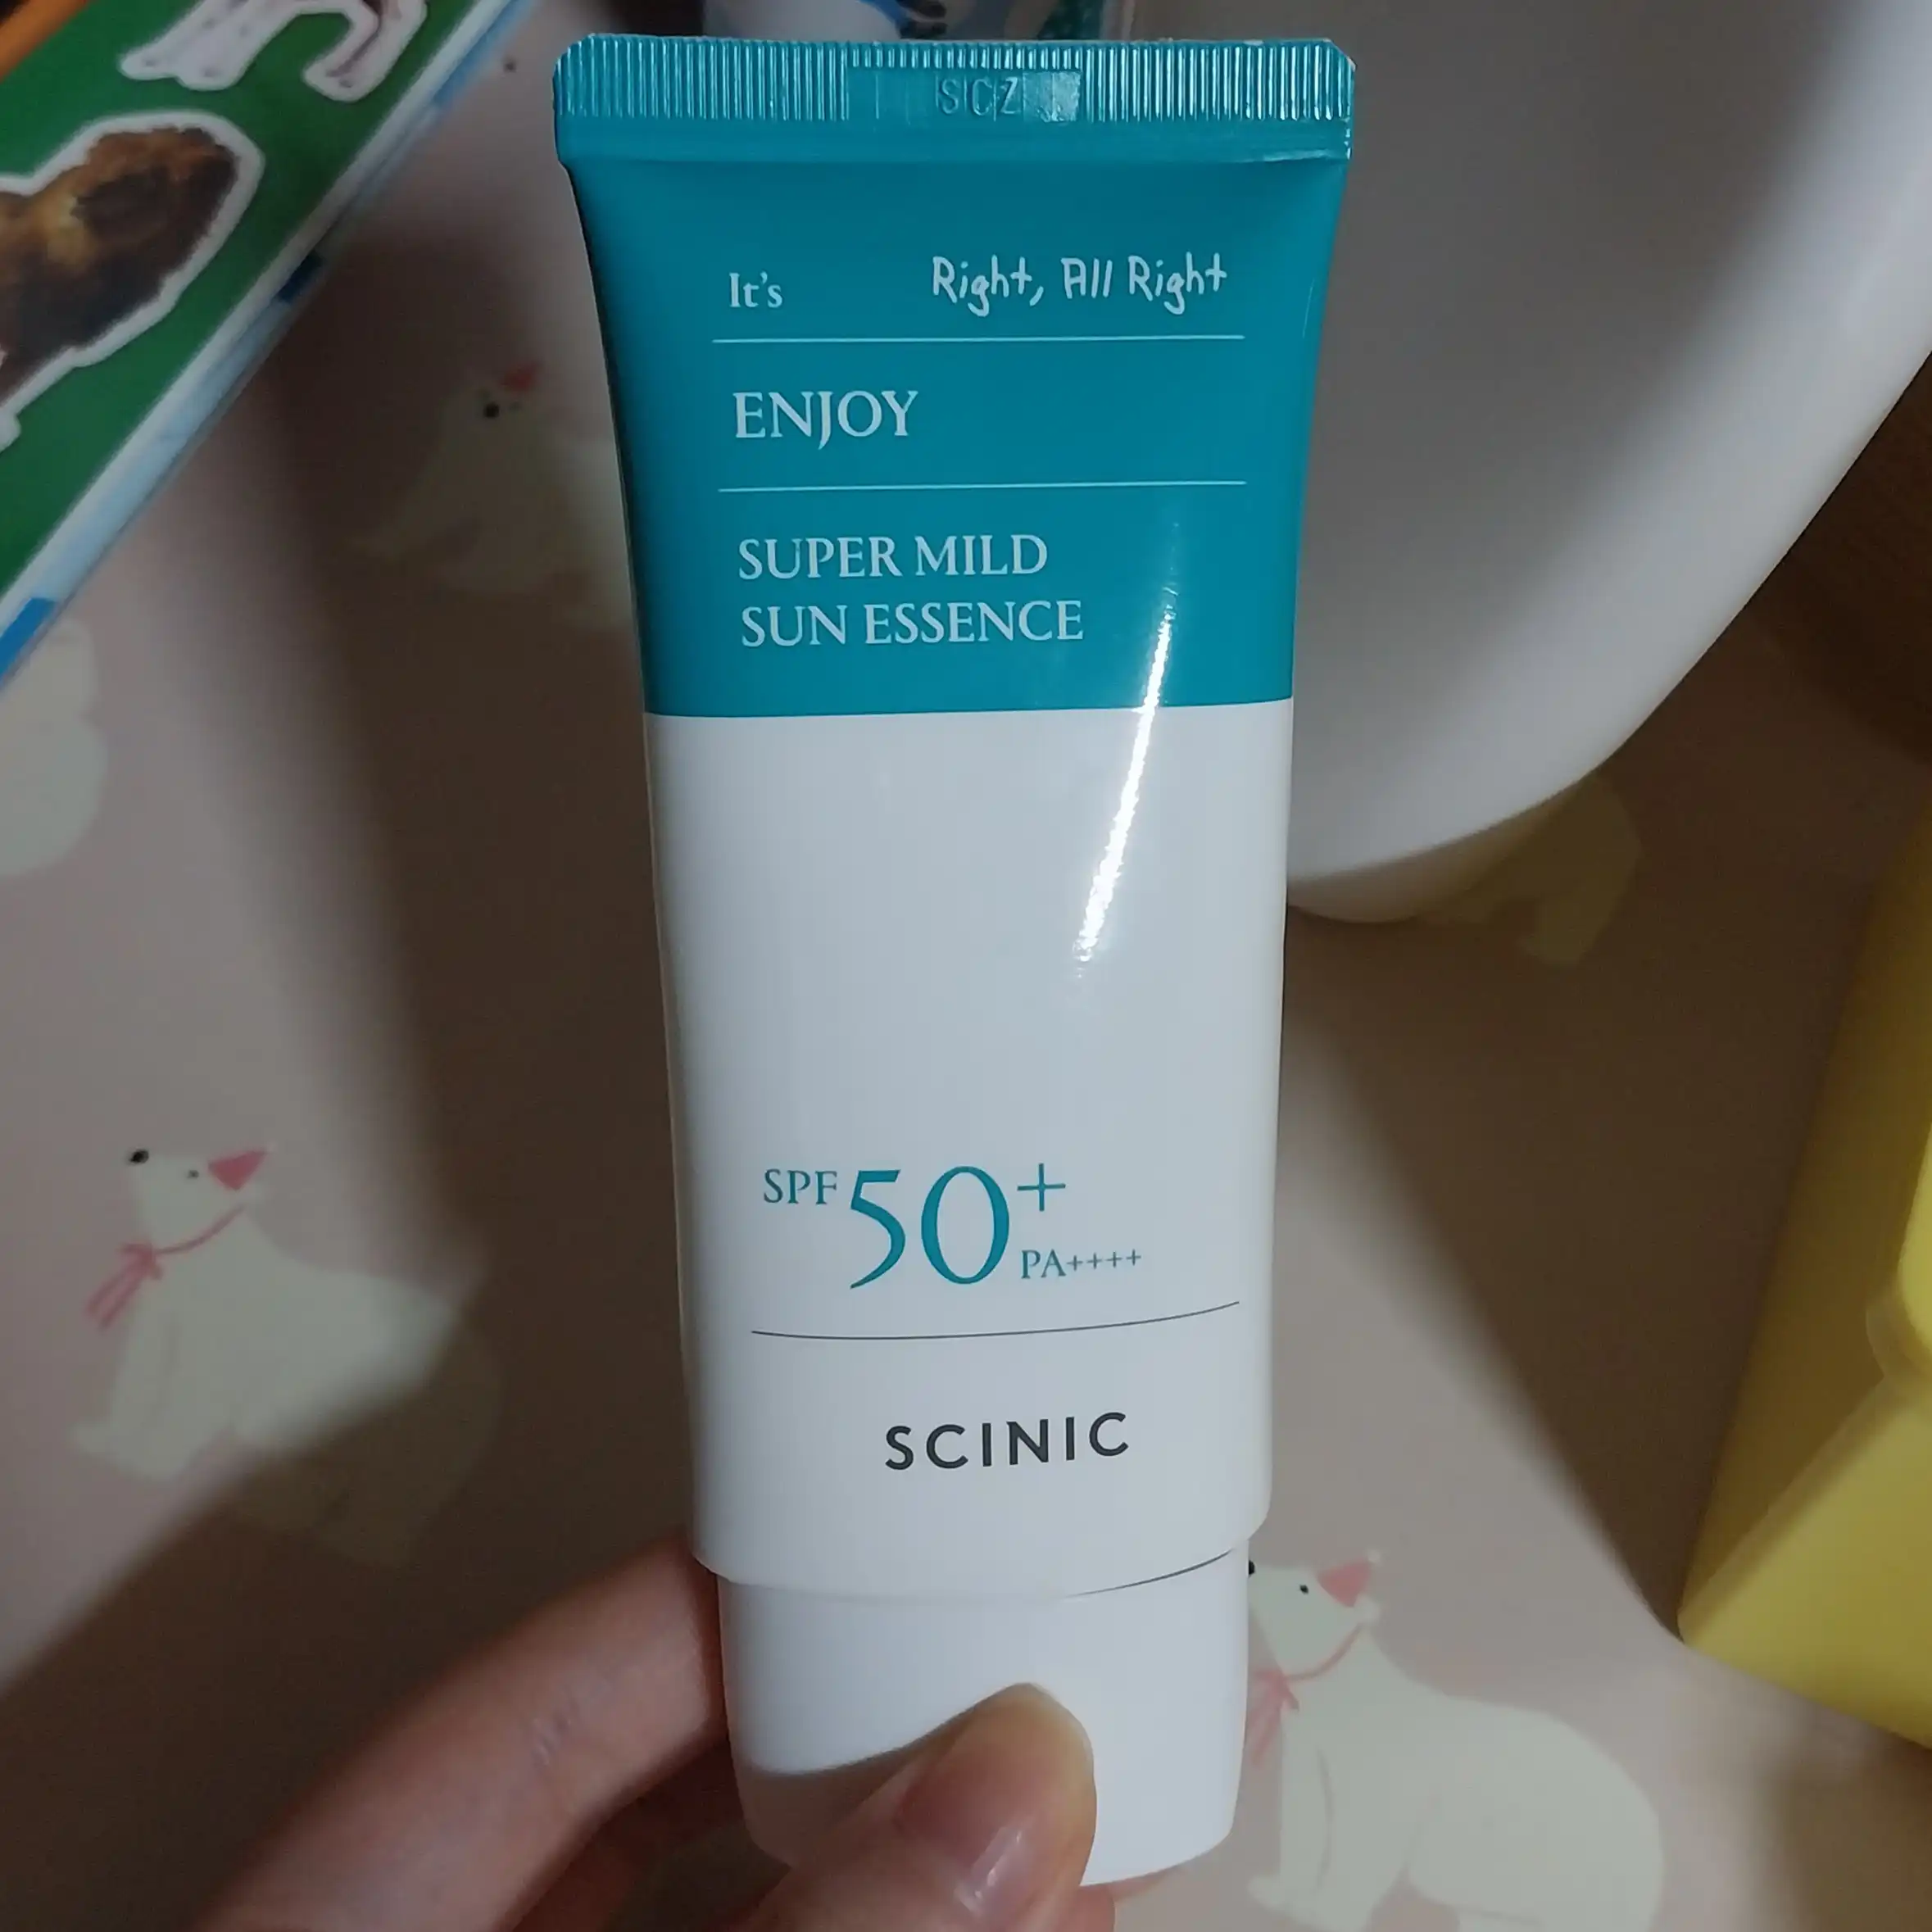 SCZ
It's Right, All Right
ENJOY
SUPER MILD
SUN ESSENCE
SPF 50+
PA++++
SCINIC